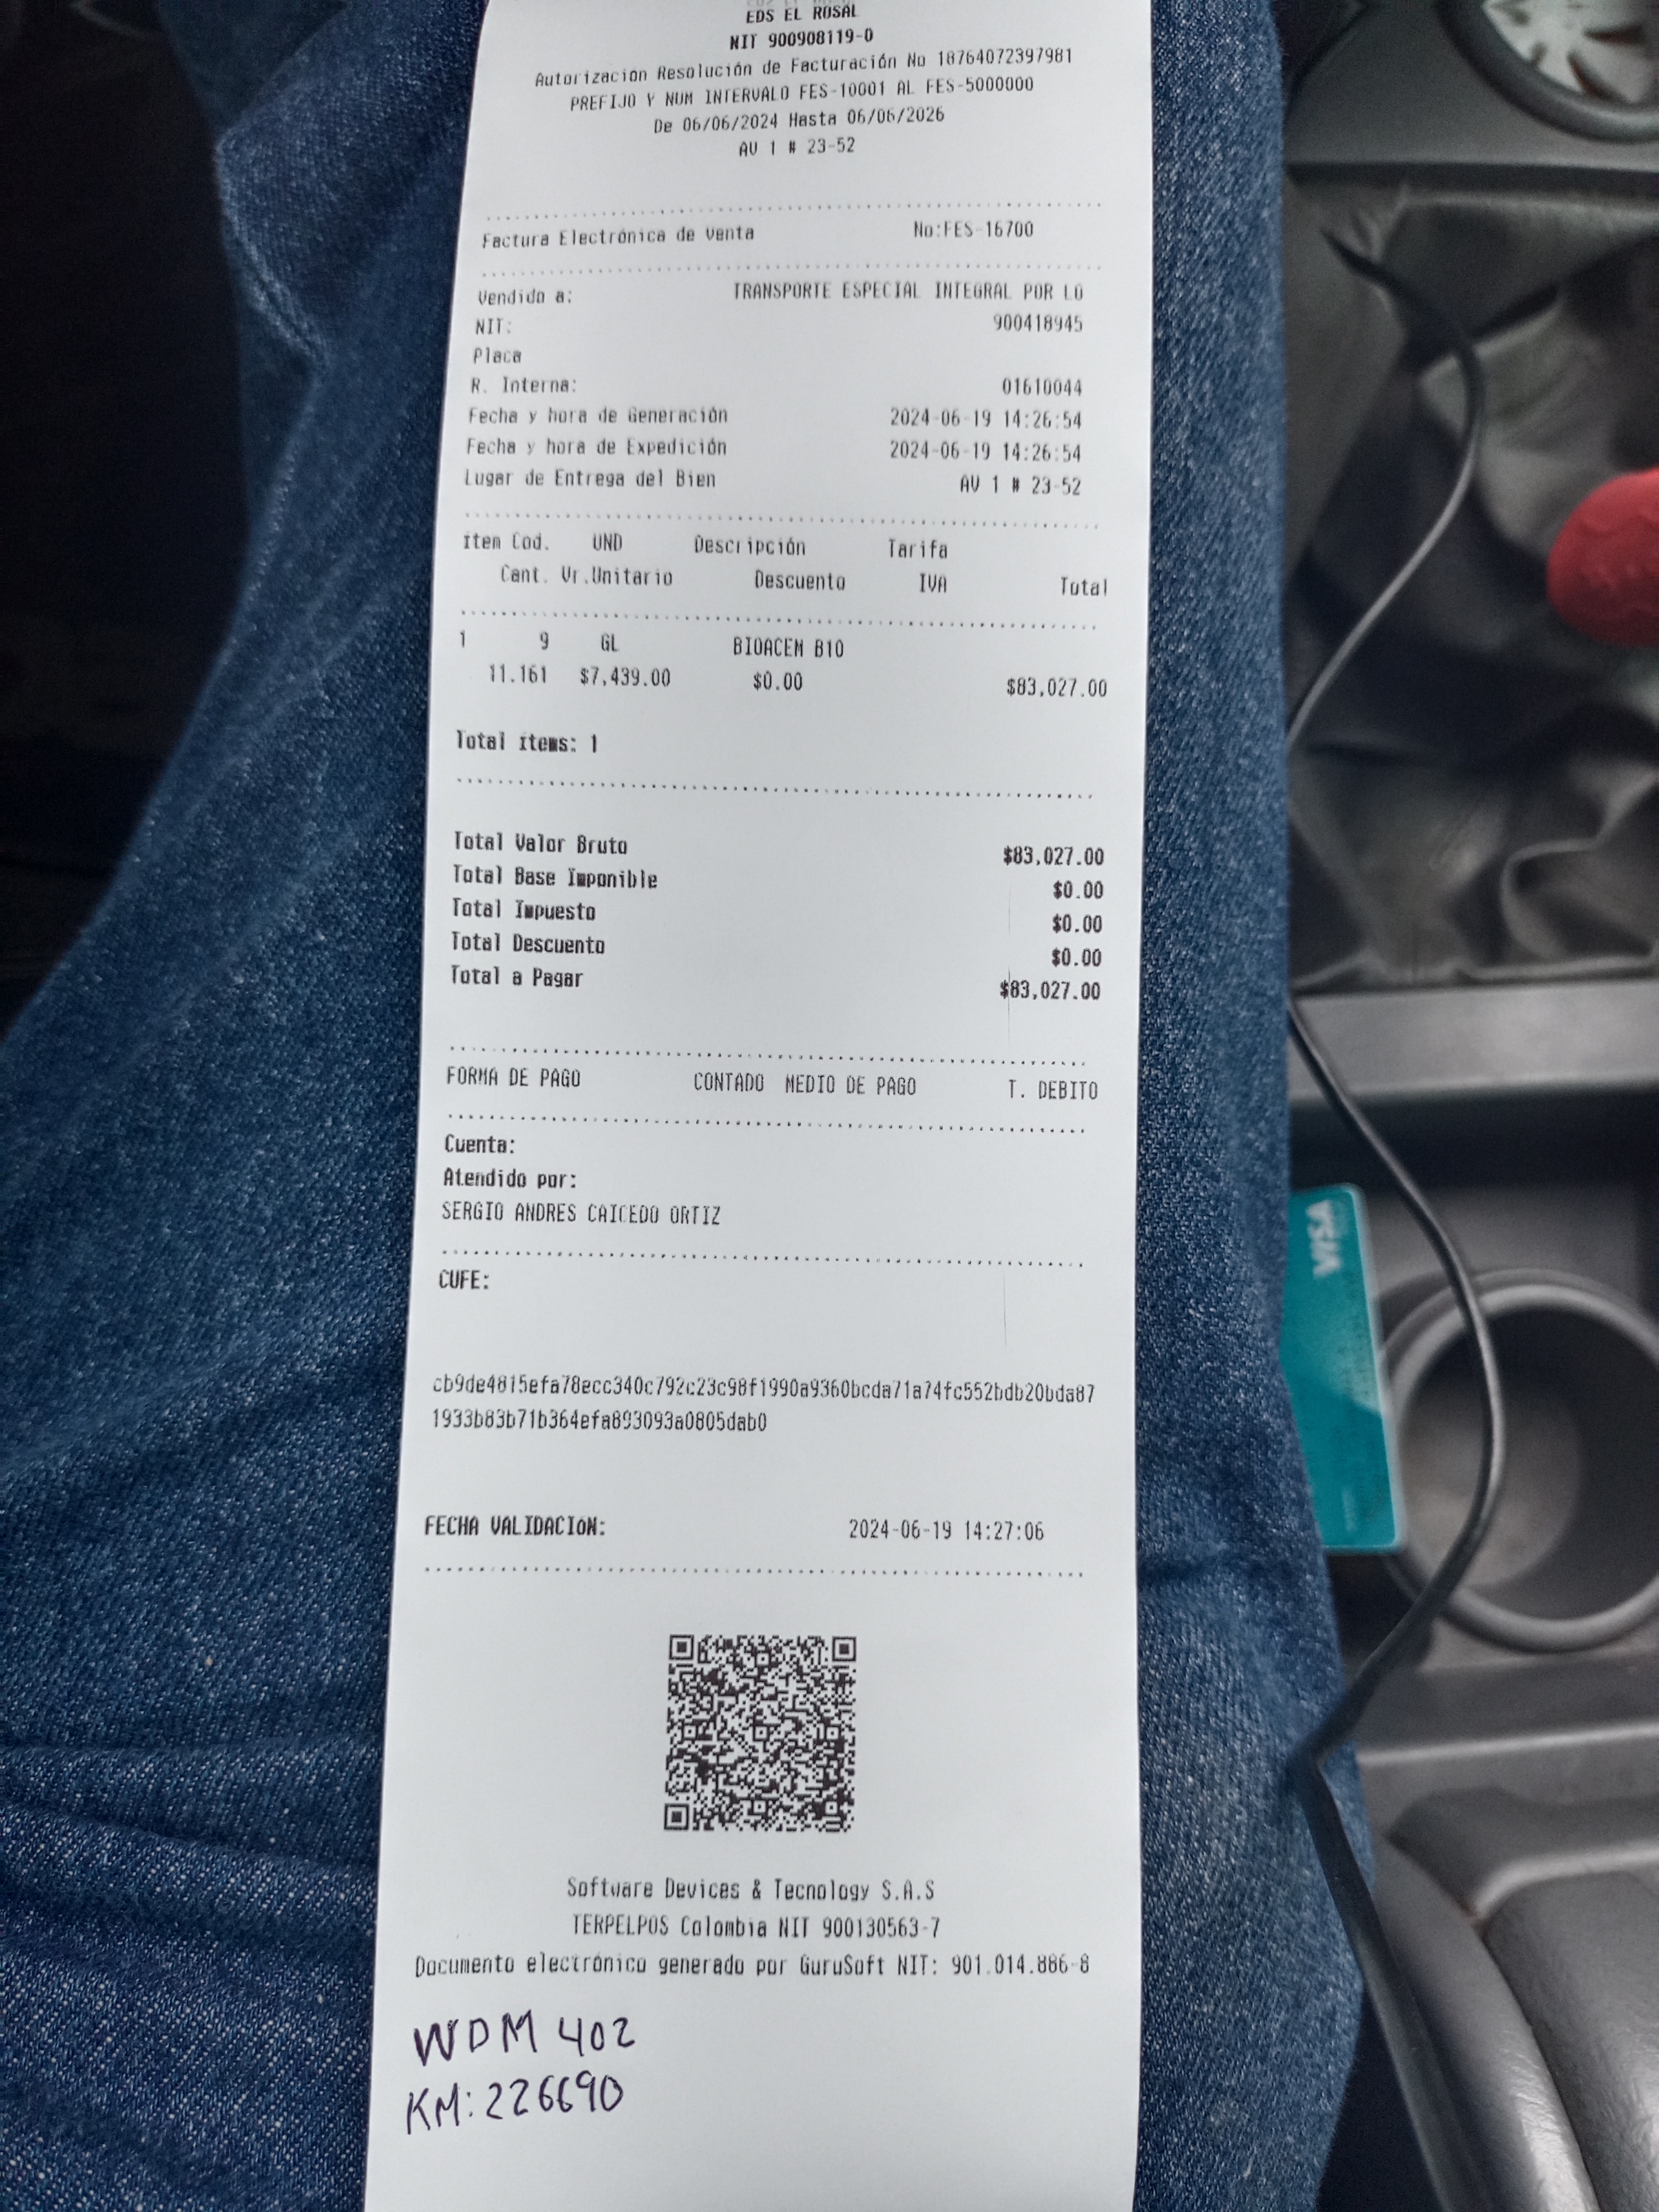 EDS EL ROSAL
NIT 900908119-0
Autorización Resolución de Facturación No 18764072397981
PREFIJO Y NUM INTERVALO FES-10001 AL FES-5000000
De 06/06/2024 Hasta 06/06/2026
AV 1 # 23-52
Factura Electrónica de Venta No:FES-16700
Vendido a: TRANSPORTE ESPECIAL INTEGRAL POR LO
NIT: 900418945
Placa
R. Interna: 01610044
Fecha y hora de Generación 2024-06-19 14:26:54
Fecha y hora de Expedición 2024-06-19 14:26:54
Lugar de Entrega del Bien AV 1 # 23-52
item Cod. UND Descripción Tarifa
Cant. Vr.Unitario Descuento IVA Total
1 9 GL BIOACEM B10
11.161 $7,439.00 $0.00 $83,027.00
Total items: 1
Total Valor Bruto $83,027.00
Total Base Imponible $0.00
Total Impuesto $0.00
Total Descuento $0.00
Total a Pagar $83,027.00
FORMA DE PAGO CONTADO MEDIO DE PAGO T. DEBITO
Cuenta:
Atendido por:
SERGIO ANDRES CAICEDO ORTIZ
CUFE:
cb9de4815efa78ecc340c792c23c98f1990a9360bcda71a74fc552bdb20bda87
1933b83b71b364efa893093a0805dab0
FECHA VALIDACIÓN: 2024-06-19 14:27:06
Software Devices & Tecnology S.A.S
TERPELPOS Colombia NIT 900130563-7
Documento electrónico generado por GuruSoft NIT: 901.014.886-8
WDM 402
KM: 226690
VISA